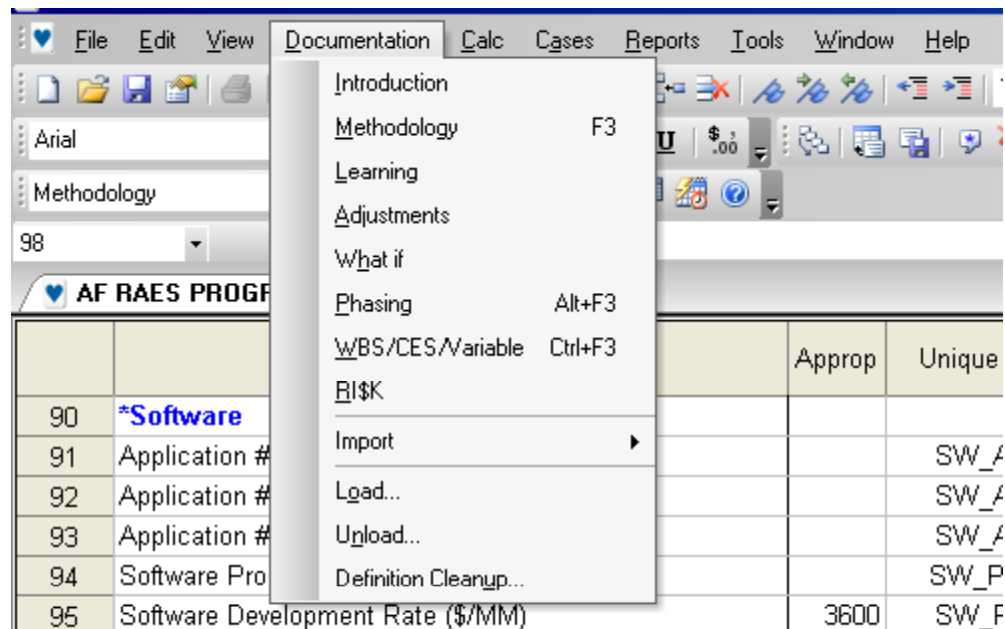 File Edit View Documentation Calc Cases Reports Tools Window Help
Introduction
Arial
Methodology F3
U $ .00
Learning
Methodology
Adjustments
98
What if
AF RAES PROGR
Phasing Alt+F3
WBS/CES/Variable Ctrl+F3
Approp Unique
RI$K
90 *Software
Import
91 Application # SW_A
Load...
92 Application # SW_A
Unload...
93 Application # SW_A
94 Software Pro SW_P
Definition Cleanup...
95 Software Development Rate ($/MM) 3600 SW_F